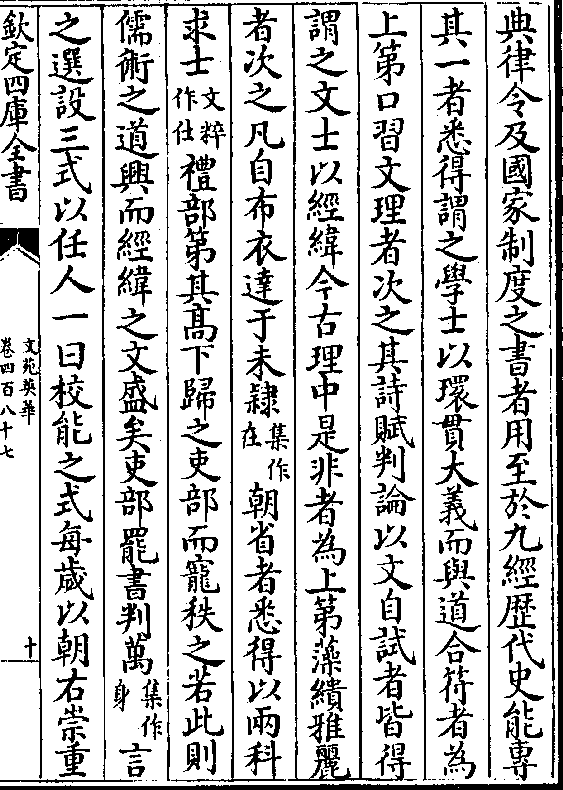 典律令及國家制度之書者用至於九經歴代史能專
其一者悉得謂之學士以環貫大義而與道合符者為
上第口習文理者次之其詩賦判論以文自試者皆得
謂之文士以經緯今古理中是非者為上第藻繢雅麗
者次之凡自布衣達于未隸集作在朝省者悉得以兩科
求士文粹作仕禮部第其髙下歸之吏部而寵秩之若此則
儒術之道興而經緯之文盛矣吏部罷書判萬集作身言
之選設三式以任人一曰校能之式每歳以朝右崇重
欽定四庫全書
文苑英華
卷四百八十七
十